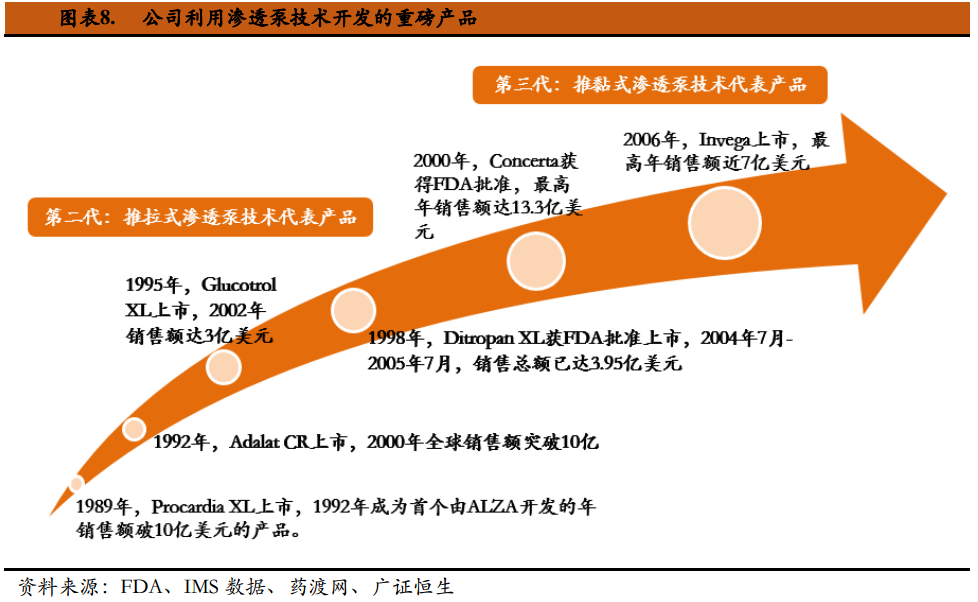 图表8. 公司利用渗透泵技术开发的重磅产品
第三代：推黏式渗透泵技术代表产品
2006年，Invega上市，最
高年销售额近7亿美元
2000年，Concerta获
得FDA批准，最高
年销售额达13.3亿美
元
第二代：推拉式渗透泵技术代表产品
1995年，Glucotrol
XL上市，2002年
销售额达3亿美元
1998年，Ditropan XL获FDA批准上市，2004年7月-
2005年7月，销售总额已达3.95亿美元
1992年，Adalat CR上市，2000年全球销售额突破10亿
1989年，Procardia XL上市，1992年成为首个由ALZA开发的年
销售额破10亿美元的产品。
资料来源：FDA、IMS 数据、药渡网、广证恒生